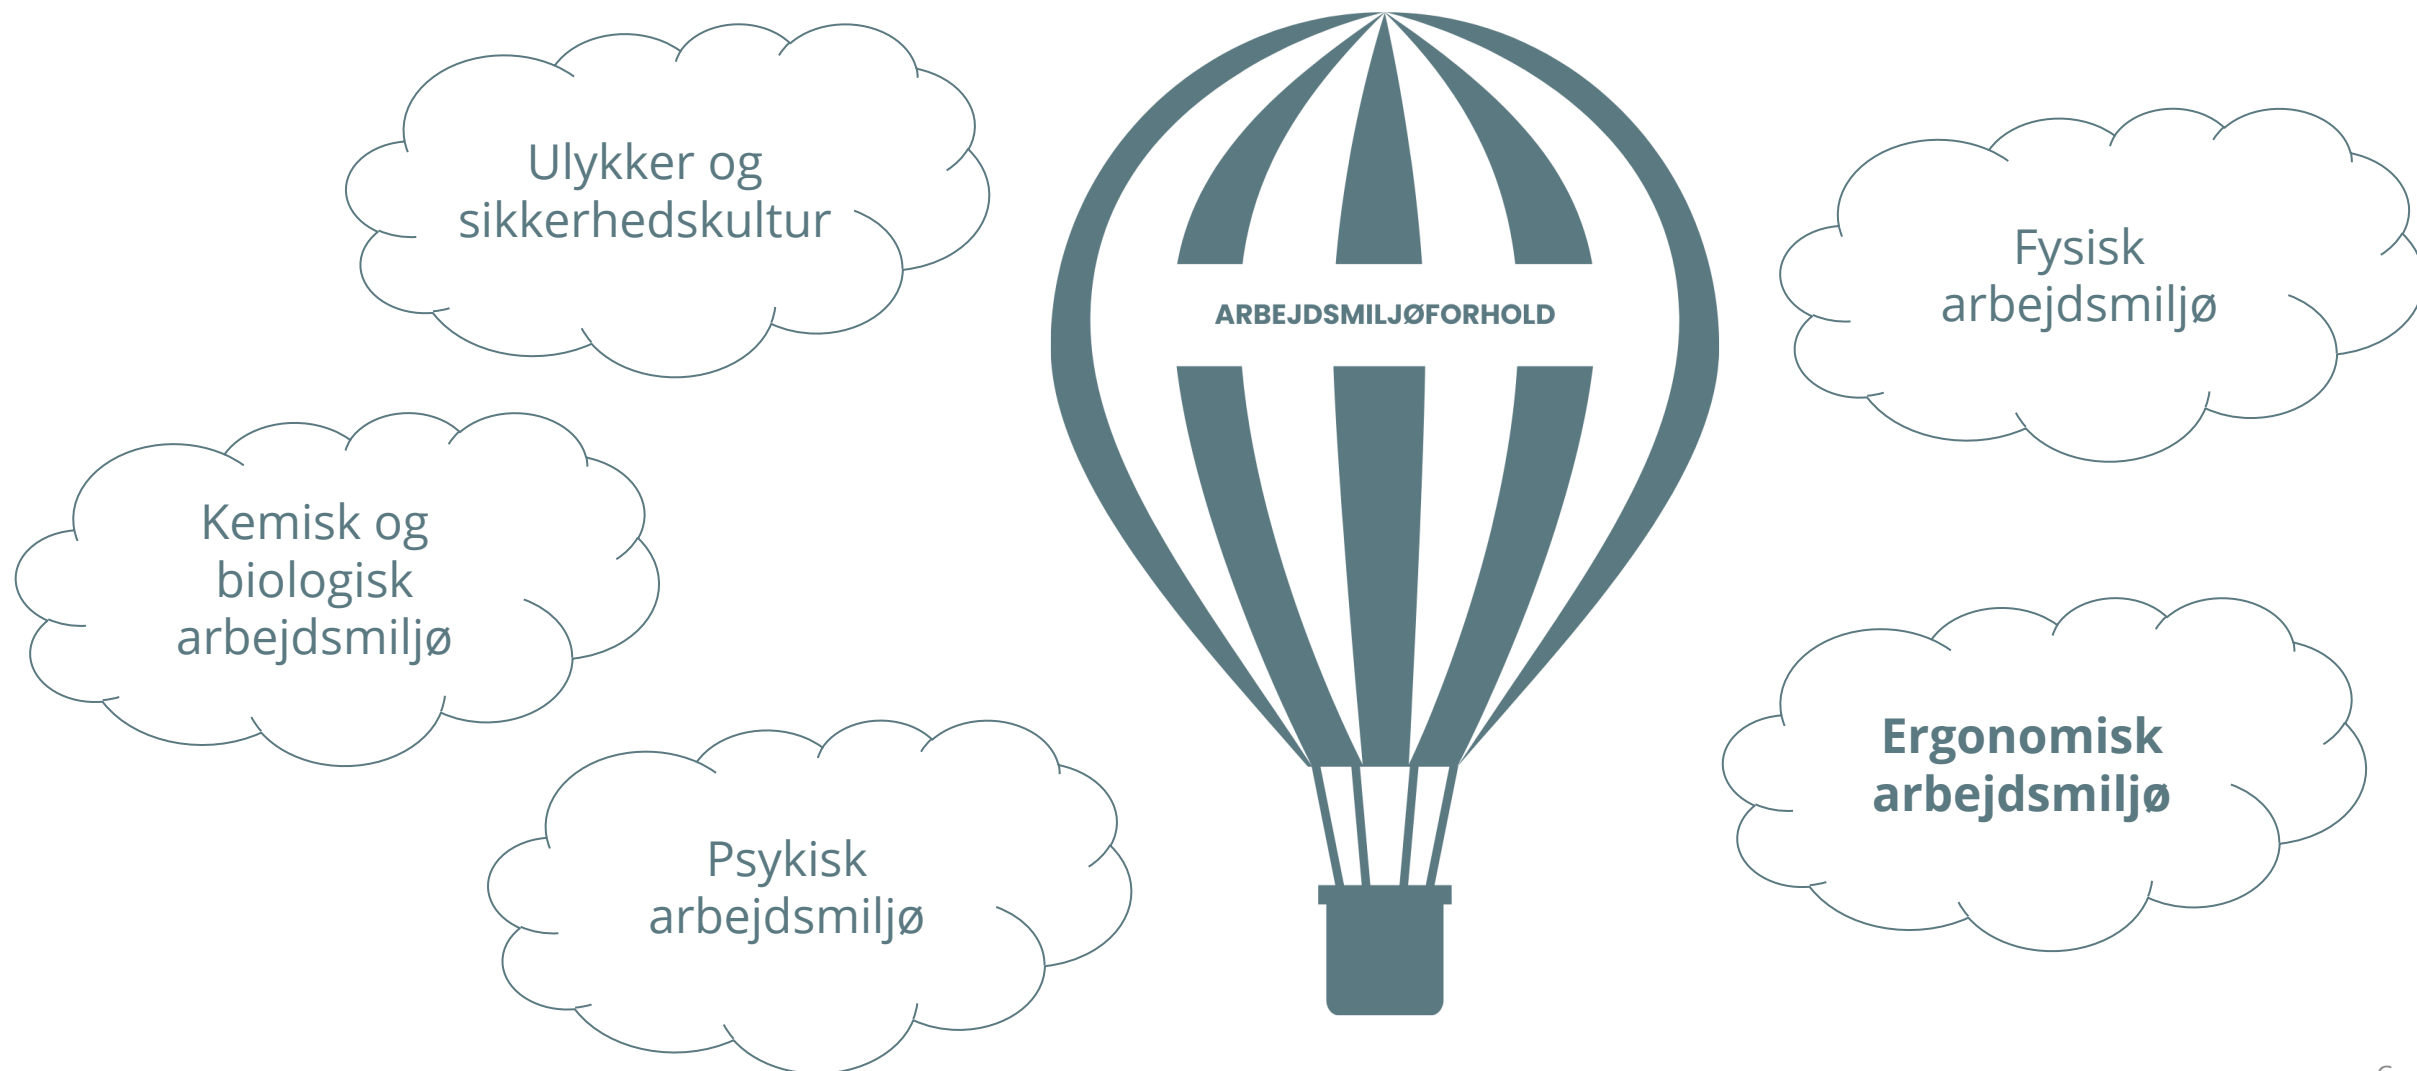 Ulykker og
sikkerhedskultur
ARBEJDSMILJØFORHOLD
Fysisk
arbejdsmiljø
Kemisk og
biologisk
arbejdsmiljø
Psykisk
arbejdsmiljø
Ergonomisk
arbejdsmiljø